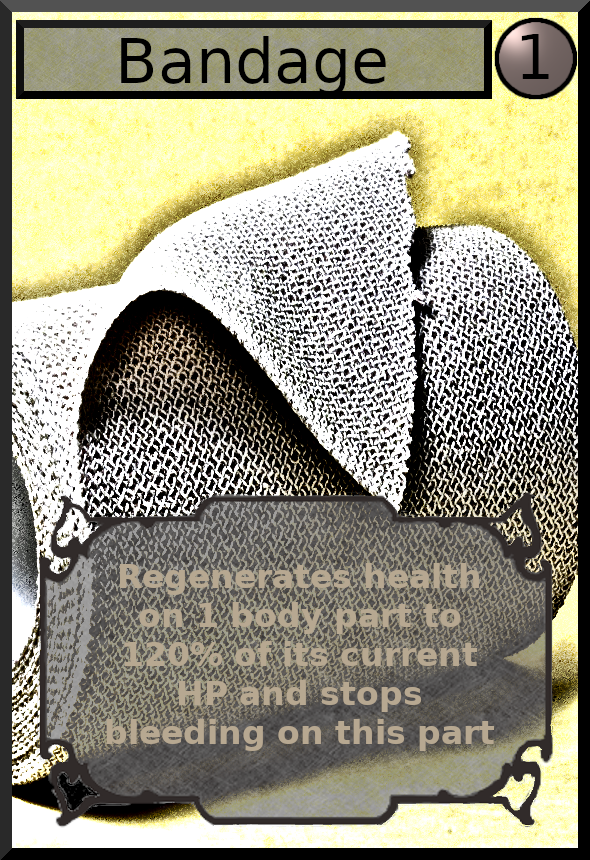 Bandage
1
Regenerates health
on 1 body part to
120% of its current
HP and stops
bleeding on this part